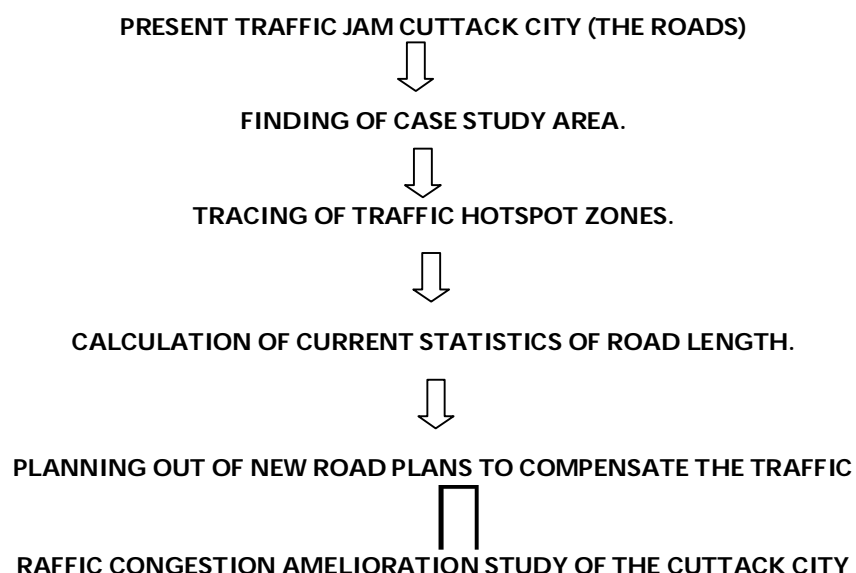 PRESENT TRAFFIC JAM CUTTACK CITY (THE ROADS)
FINDING OF CASE STUDY AREA.
TRACING OF TRAFFIC HOTSPOT ZONES.
CALCULATION OF CURRENT STATISTICS OF ROAD LENGTH.
PLANNING OUT OF NEW ROAD PLANS TO COMPENSATE THE TRAFFIC
RAFFIC CONGESTION AMELIORATION STUDY OF THE CUTTACK CITY